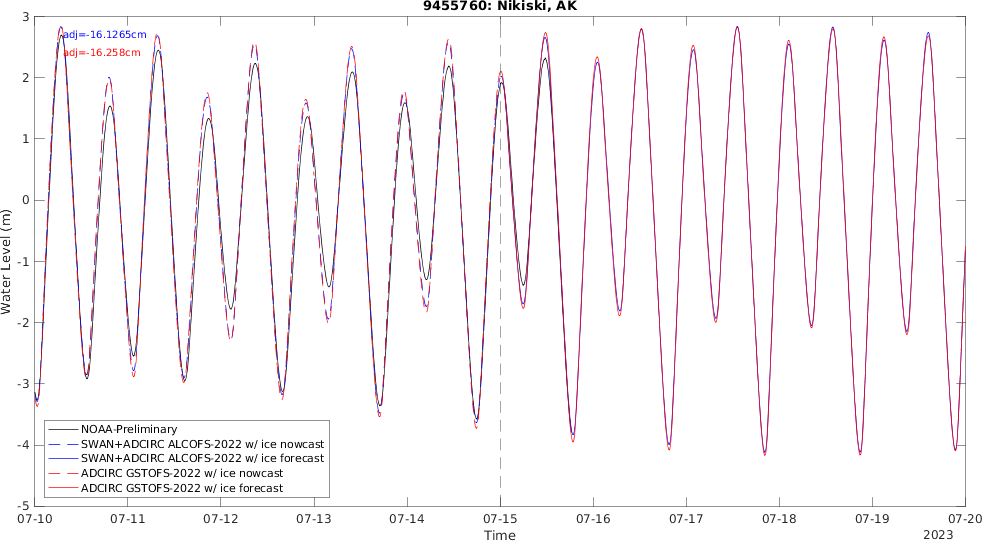 9455760: Nikiski, AK
adj=-16.1265cm
adj=-16.258cm
3
2
1
0
-1
-2
-3
-4
-5
Water Level (m)
NOAA-Preliminary
SWAN+ADCIRC ALCOFS-2022 w/ ice nowcast
SWAN+ADCIRC ALCOFS-2022 w/ ice forecast
ADCIRC GSTOFS-2022 w/ ice nowcast
ADCIRC GSTOFS-2022 w/ ice forecast
07-10 07-11 07-12 07-13 07-14 07-15 07-16 07-17 07-18 07-19 07-20
Time
2023